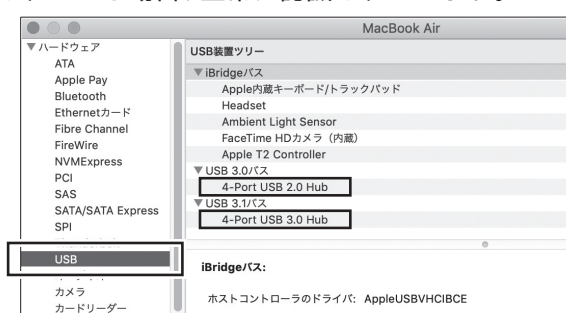 MacBook Air
▼ハードウェア
ATA
Apple Pay
Bluetooth
Ethernetカード
Fibre Channel
FireWire
NVMExpress
PCI
SAS
SATA/SATA Express
SPI
USB
カメラ
カードリーダー
USB装置ツリー
▼iBridgeバス
Apple内蔵キーボード/トラックパッド
Headset
Ambient Light Sensor
FaceTime HDカメラ（内蔵）
Apple T2 Controller
▼USB 3.0バス
4-Port USB 2.0 Hub
▼USB 3.1バス
4-Port USB 3.0 Hub
iBridgeバス:
ホストコントローラのドライバ: AppleUSBVHCIBCE